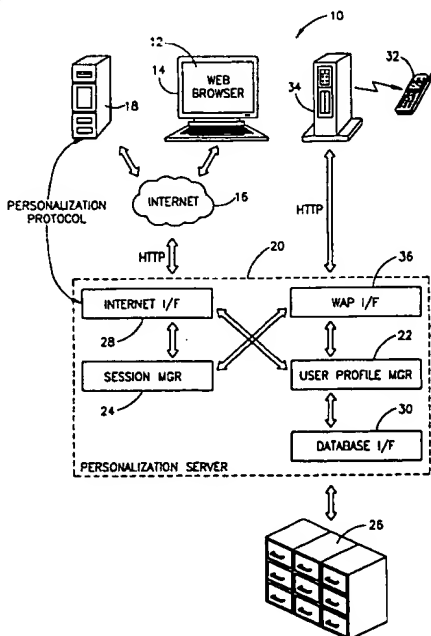 10
12
32
14
WEB
BROWSER
34
18
INTERNET
16
PERSONALIZATION
PROTOCOL
HTTP
HTTP
20
36
INTERNET I/F
WAP I/F
28
22
SESSION MGR
USER PROFILE MGR
24
30
DATABASE I/F
PERSONALIZATION SERVER
26